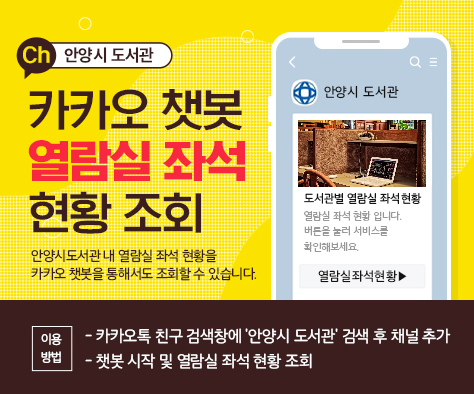 Ch 안양시 도서관
카카오 챗봇
열람실 좌석
현황 조회
안양시도서관 내 열람실 좌석 현황을
카카오 챗봇을 통해서도 조회할 수 있습니다.
안양시 도서관
도서관별 열람실 좌석현황
열람실 좌석 현황 입니다.
버튼을 눌러 서비스를
확인해보세요.
열람실좌석현황▶
이용
방법
- 카카오톡 친구 검색창에 '안양시 도서관' 검색 후 채널 추가
- 챗봇 시작 및 열람실 좌석 현황 조회